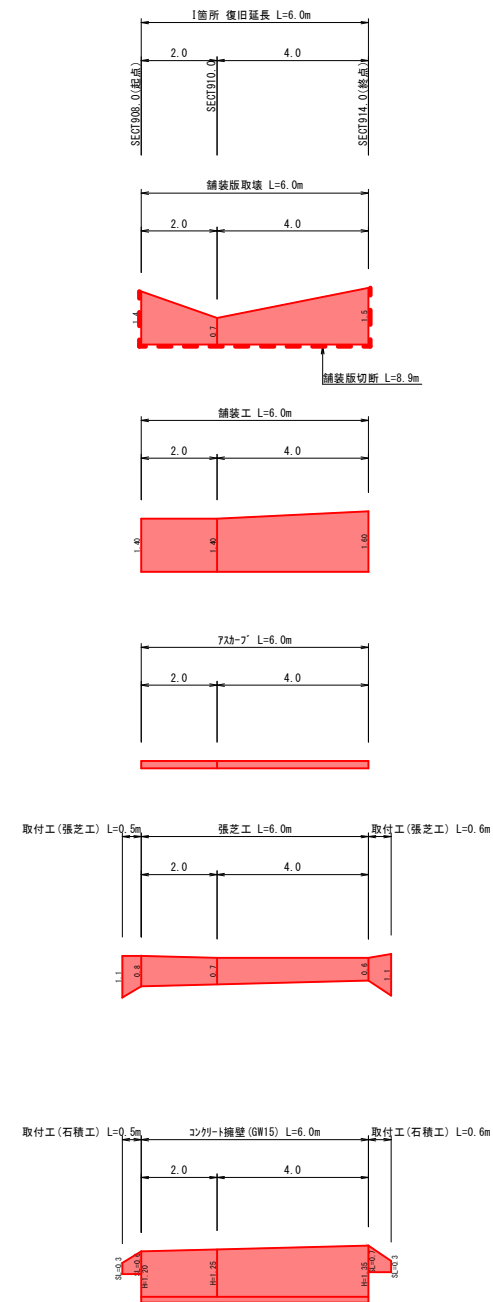 I箇所 復旧延長 L=6.0m
2.0 4.0
SECT908.0(起点)
SECT910.0
SECT914.0(終点)
舗装版取壊 L=6.0m
2.0 4.0
1.4 0.7 1.5
舗装版切断 L=8.9m
舗装工 L=6.0m
2.0 4.0
1.40 1.40 1.60
アスカーブ L=6.0m
2.0 4.0
取付工(張芝工) L=0.5m 張芝工 L=6.0m 取付工(張芝工) L=0.6m
2.0 4.0
1.1 0.8 0.7 0.6 1.1
取付工(石積工) L=0.5m コンクリート擁壁(GW15) L=6.0m 取付工(石積工) L=0.6m
2.0 4.0
SL=0.3 SL=0.6 H=1.20 H=1.25 H=1.35 SL=0.7 SL=0.3